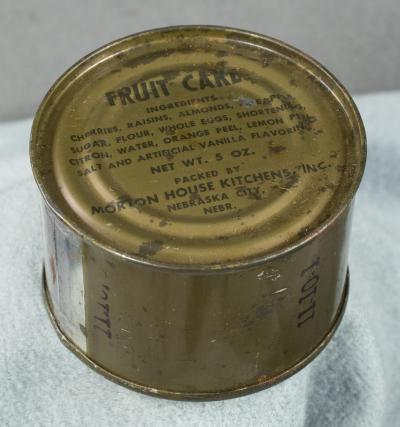 FRUIT CAKE
INGREDIENTS
CHERRIES, RAISINS, ALMONDS, PINEAPPLE,
SUGAR, FLOUR, WHOLE EGGS, SHORTENING,
CITRON, WATER, ORANGE PEEL, LEMON PEEL,
SALT AND ARTIFICIAL VANILLA FLAVORING.
NET WT. 5 OZ.
PACKED BY
MORTON HOUSE KITCHENS, INC.
NEBRASKA CITY,
NEBR.